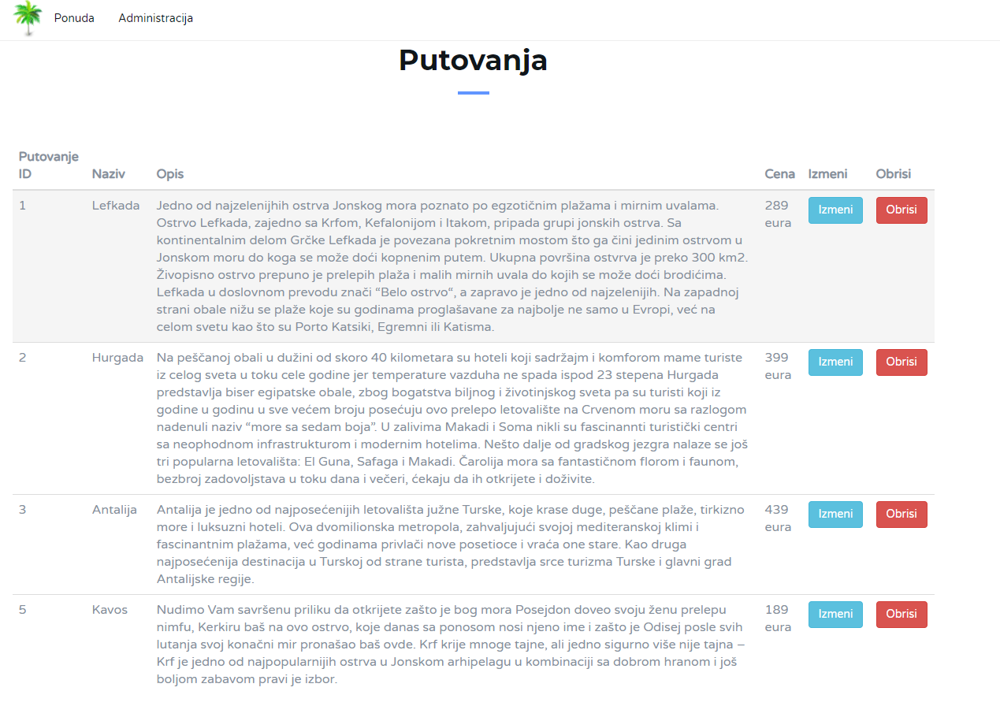 Ponuda Administracija
Putovanja
Putovanje
ID Naziv Opis Cena Izmeni Obrisi
1 Lefkada Jedno od najzelenijhih ostrva Jonskog mora poznato po egzotičnim plažama i mirnim uvalama. 289 Izmeni Obrisi
Ostrvo Lefkada, zajedno sa Krfom, Kefalonijom i Itakom, pripada grupi jonskih ostrva. Sa eura
kontinentalnim delom Grčke Lefkada je povezana pokretnim mostom što ga čini jedinim ostrvom u
Jonskom moru do koga se može doći kopnenim putem. Ukupna površina ostvrva je preko 300 km2.
Živopisno ostrvo prepuno je prelepih plaža i malih mirnih uvala do kojih se može doći brodićima.
Lefkada u doslovnom prevodu znači “Belo ostrvo“, a zapravo je jedno od najzelenijih. Na zapadnoj
strani obale nižu se plaže koje su godinama proglašavane za najbolje ne samo u Evropi, već na
celom svetu kao što su Porto Katsiki, Egremni ili Katisma.
2 Hurgada Na peščanoj obali u dužini od skoro 40 kilometara su hoteli koji sadržajm i komforom mame turiste 399 Izmeni Obrisi
iz celog sveta u toku cele godine jer temperature vazduha ne spada ispod 23 stepena Hurgada eura
predstavlja biser egipatske obale, zbog bogatstva biljnog i životinjskog sveta pa su turisti koji iz
godine u godinu u sve većem broju posećuju ovo prelepo letovalište na Crvenom moru sa razlogom
nadenuli naziv “more sa sedam boja”. U zalivima Makadi i Soma nikli su fascinannti turistički centri
sa neophodnom infrastrukturom i modernim hotelima. Nešto dalje od gradskog jezgra nalaze se još
tri popularna letovališta: El Guna, Safaga i Makadi. Čarolija mora sa fantastičnom florom i faunom,
bezbroj zadovoljstava u toku dana i večeri, ćekaju da ih otkrijete i doživite.
3 Antalija Antalija je jedno od najposećenijih letovališta južne Turske, koje krase duge, peščane plaže, tirkizno 439 Izmeni Obrisi
more i luksuzni hoteli. Ova dvomilionska metropola, zahvaljujući svojoj mediteranskoj klimi i eura
fascinantnim plažama, već godinama privlači nove posetioce i vraća one stare. Kao druga
najposećenija destinacija u Turskoj od strane turista, predstavlja srce turizma Turske i glavni grad
Antalijske regije.
5 Kavos Nudimo Vam savršenu priliku da otkrijete zašto je bog mora Posejdon doveo svoju ženu prelepu 189 Izmeni Obrisi
nimfu, Kerkiru baš na ovo ostrvo, koje danas sa ponosom nosi njeno ime i zašto je Odisej posle svih eura
lutanja svoj konačni mir pronašao baš ovde. Krf krije mnoge tajne, ali jedno sigurno više nije tajna –
Krf je jedno od najpopularnijih ostrva u Jonskom arhipelagu u kombinaciji sa dobrom hranom i još
boljom zabavom pravi je izbor.